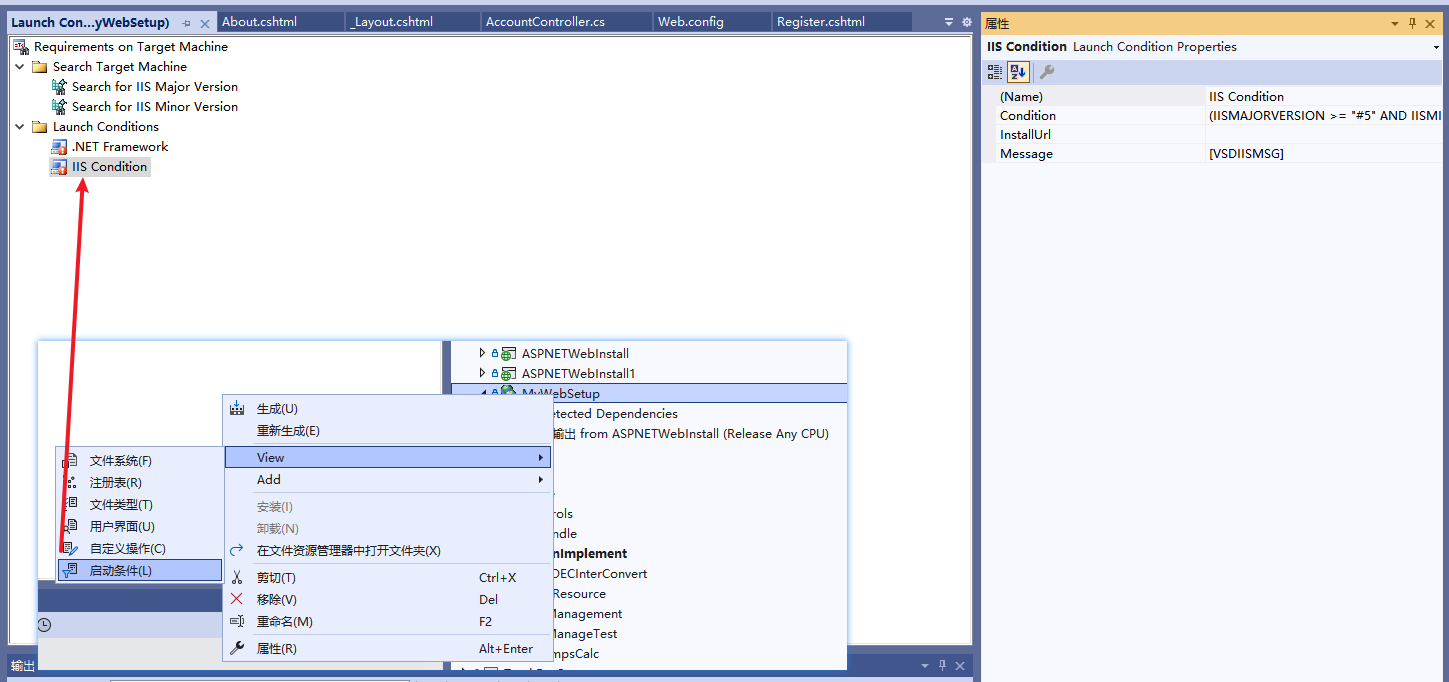 Launch Con...yWebSetup)
About.cshtml
_Layout.cshtml
AccountController.cs
Web.config
Register.cshtml
Requirements on Target Machine
Search Target Machine
Search for IIS Major Version
Search for IIS Minor Version
Launch Conditions
.NET Framework
IIS Condition
属性
IIS Condition Launch Condition Properties
(Name) IIS Condition
Condition (IISMAJORVERSION >= "#5" AND IISMI
InstallUrl
Message [VSDIISMSG]
ASPNETWebInstall
ASPNETWebInstall1
MyWebSetup
etected Dependencies
输出 from ASPNETWebInstall (Release Any CPU)
rols
ndle
nImplement
DECInterConvert
Resource
Management
ManageTest
mpsCalc
生成(U)
重新生成(E)
View
Add
安装(I)
卸载(N)
在文件资源管理器中打开文件夹(X)
剪切(T) Ctrl+X
移除(V) Del
重命名(M) F2
属性(R) Alt+Enter
文件系统(F)
注册表(R)
文件类型(T)
用户界面(U)
自定义操作(C)
启动条件(L)
输出